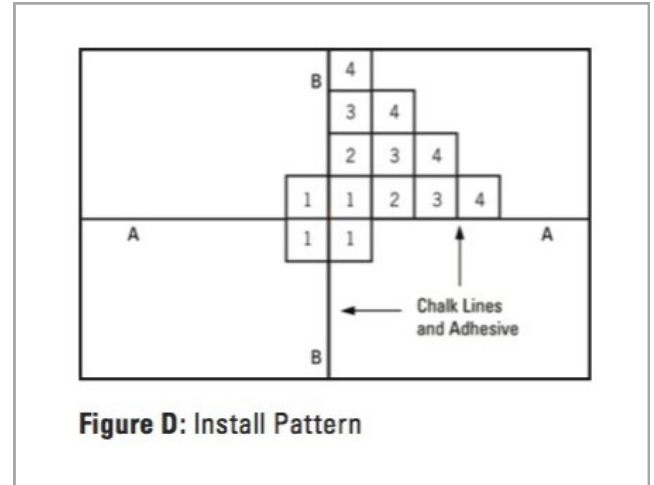 B 4
3 4
2 3 4
1 1 2 3 4
A 1 1 A
Chalk Lines
and Adhesive
B
Figure D: Install Pattern